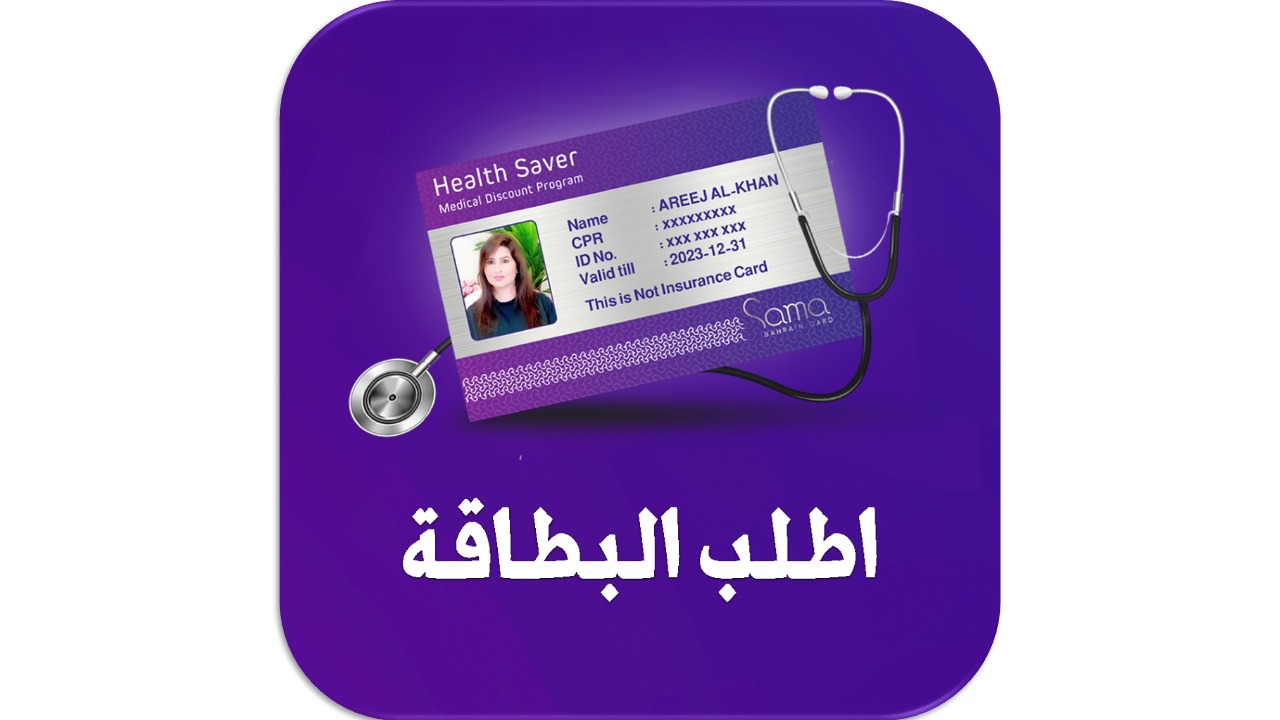 Health Saver
Medical Discount Program
Name : AREEJ AL-KHAN
CPR : xxxxxxxxx
ID No. : xxx xxx xxx
Valid till : 2023-12-31
This is Not Insurance Card
Sama
BAHRAIN CARD
اطلب البطاقة